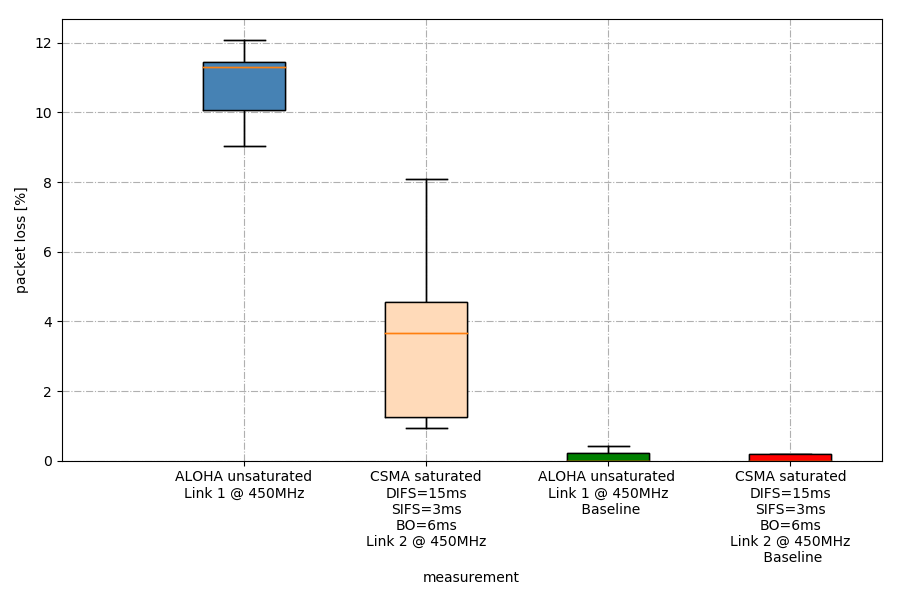 packet loss [%]
12
10
8
6
4
2
0
ALOHA unsaturated
Link 1 @ 450MHz
CSMA saturated
DIFS=15ms
SIFS=3ms
BO=6ms
Link 2 @ 450MHz
ALOHA unsaturated
Link 1 @ 450MHz
Baseline
CSMA saturated
DIFS=15ms
SIFS=3ms
BO=6ms
Link 2 @ 450MHz
Baseline
measurement